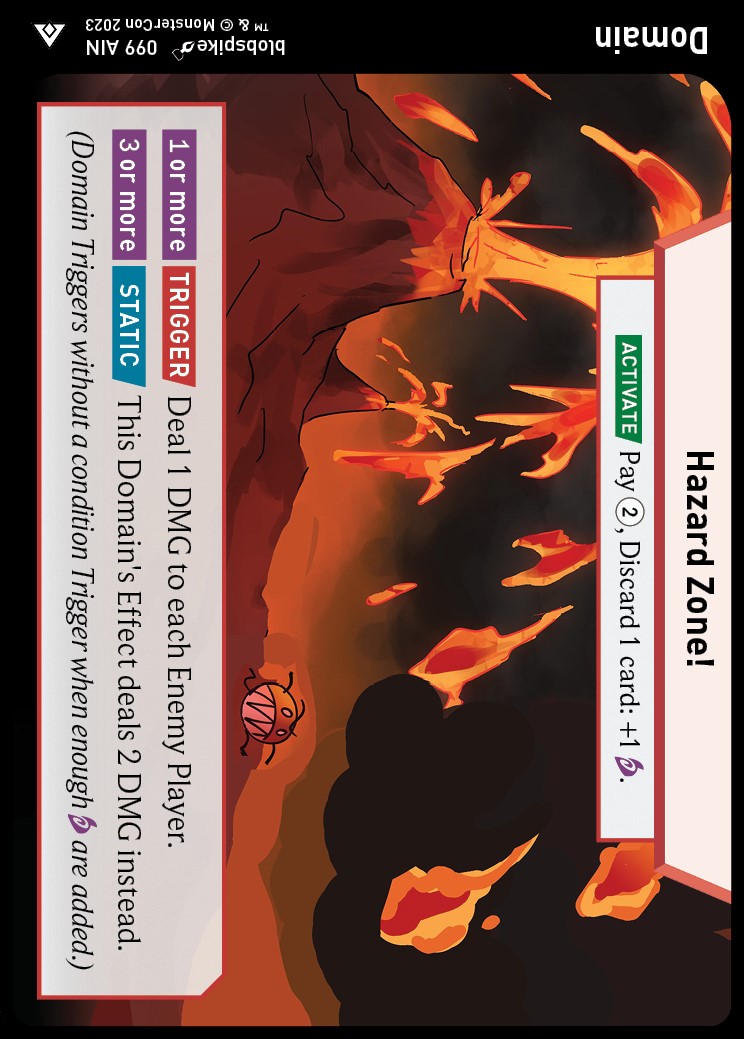 Hazard Zone!
ACTIVATE Pay 2, Discard 1 card: +1 .
1 or more TRIGGER Deal 1 DMG to each Enemy Player.
3 or more STATIC This Domain's Effect deals 2 DMG instead.
(Domain Triggers without a condition Trigger when enough are added.)
Domain
blobspike
099 AIN
™ & © MonsterCon 2023